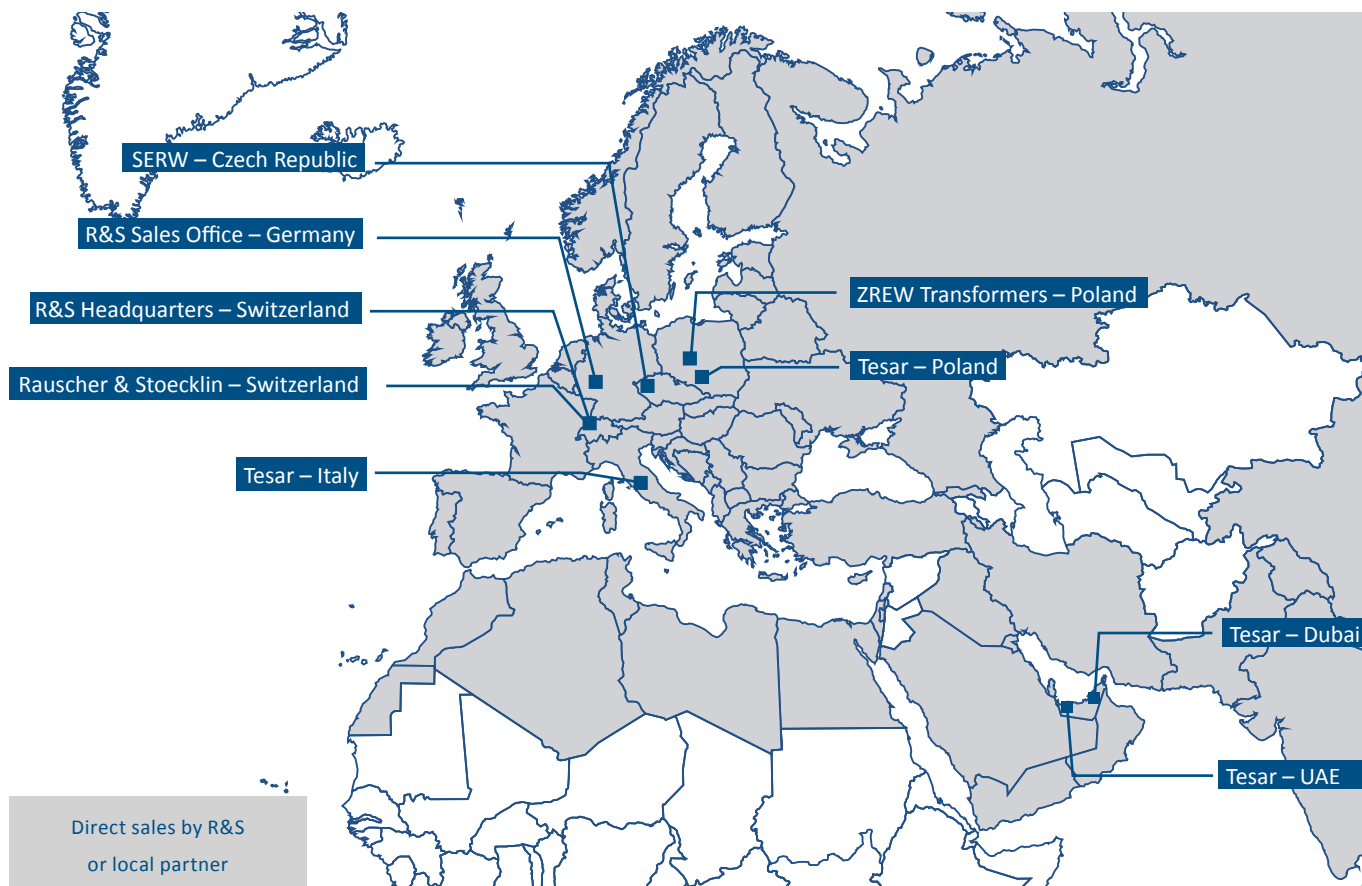 SERW – Czech Republic
R&S Sales Office – Germany
R&S Headquarters – Switzerland
Rauscher & Stoecklin – Switzerland
Tesar – Italy
ZREW Transformers – Poland
Tesar – Poland
Tesar – Dubai
Tesar – UAE
Direct sales by R&S
or local partner